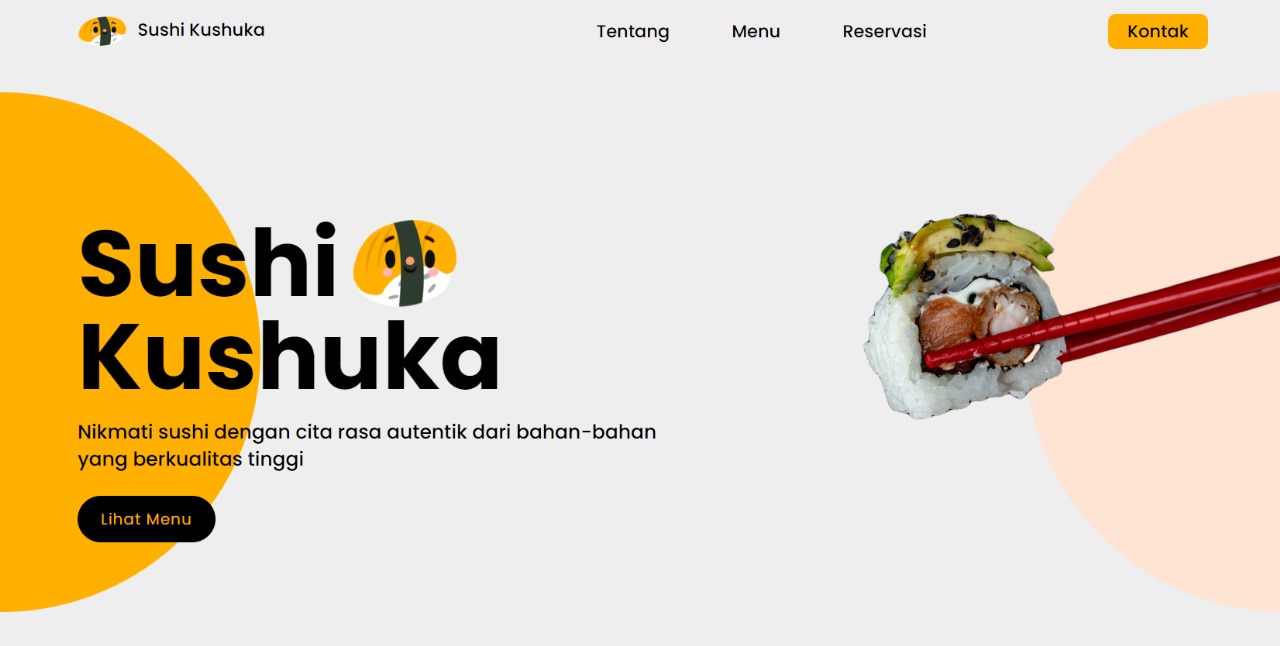 Sushi Kushuka
Tentang
Menu
Reservasi
Kontak
Sushi
Kushuka
Nikmati sushi dengan cita rasa autentik dari bahan-bahan
yang berkualitas tinggi
Lihat Menu